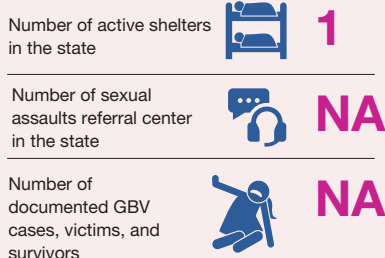 Number of active shelters
in the state
1
Number of sexual
assaults referral center
in the state
NA
Number of
documented GBV
cases, victims, and
survivors
NA